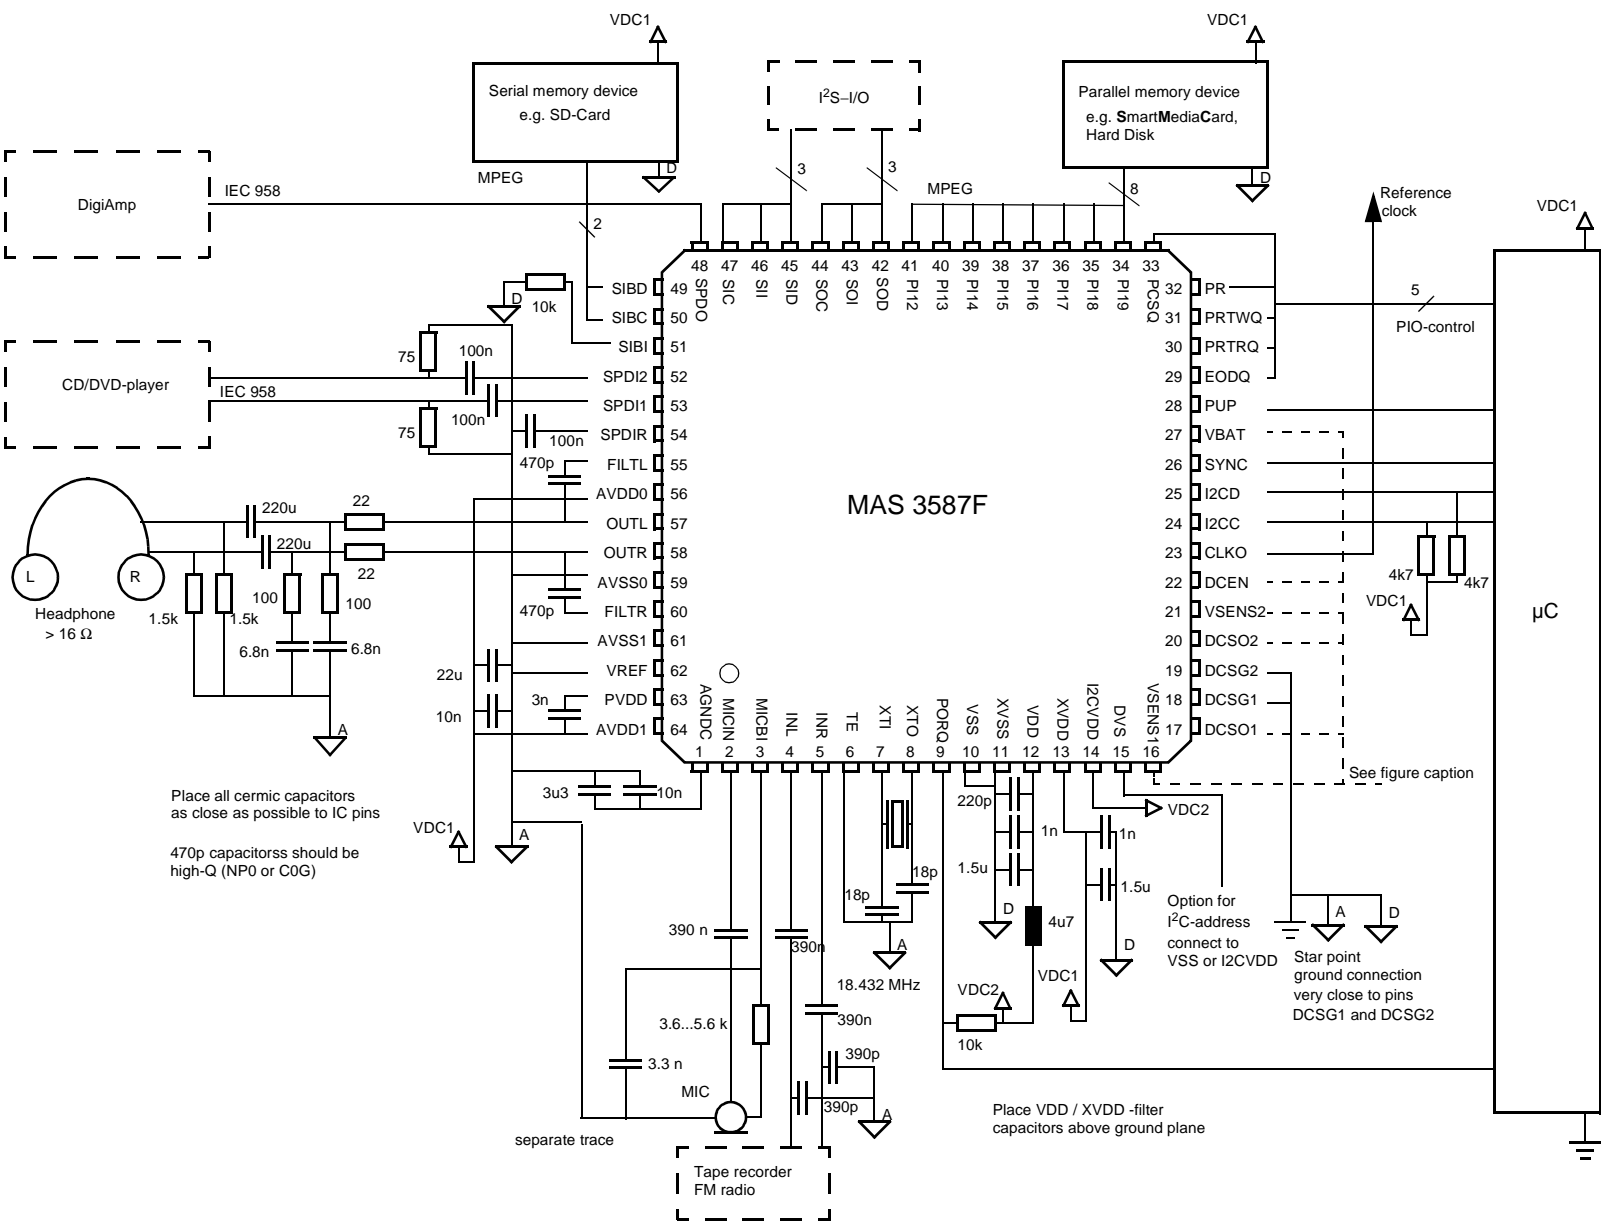 VDC1
VDC1
Serial memory device
e.g. SD-Card
I²S–I/O
Parallel memory device
e.g. SmartMediaCard,
Hard Disk
MPEG
D
3
3
MPEG
8
D
DigiAmp
IEC 958
2
Reference
clock
VDC1
48 47 46 45 44 43 42 41 40 39 38 37 36 35 34 33
SPDO SIC SII SID SOC SOI SOD PI12 PI13 PI14 PI15 PI16 PI17 PI18 PI19 PCSQ
D
10k
SIBD 49
SIBC 50
SIBI 51
SPDI2 52
SPDI1 53
SPDIR 54
FILTL 55
AVDD0 56
OUTL 57
OUTR 58
AVSS0 59
FILTR 60
AVSS1 61
VREF 62
PVDD 63
AVDD1 64
32 PR
31 PRTWQ
30 PRTRQ
29 EODQ
28 PUP
27 VBAT
26 SYNC
25 I2CD
24 I2CC
23 CLKO
22 DCEN
21 VSENS2
20 DCSO2
19 DCSG2
18 DCSG1
17 DCSO1
5
PIO-control
CD/DVD-player
IEC 958
75
100n
100n
75
100n
470p
MAS 3587F
220u
22
220u
22
L
R
Headphone
> 16 Ω
1.5k
1.5k
100
100
6.8n
6.8n
A
470p
22u
10n
3n
4k7
4k7
VDC1
µC
AGNDC MICIN MICBI INL INR TE XTI XTO PORQ VSS XVSS VDD XVDD I2CVDD DVS VSENS1
1 2 3 4 5 6 7 8 9 10 11 12 13 14 15 16
See figure caption
Place all cermic capacitors
as close as possible to IC pins
470p capacitorss should be
high-Q (NP0 or C0G)
VDC1
A
3u3
10n
220p
1n
1.5u
D
4u7
VDC2
1n
1.5u
D
18p
18p
A
18.432 MHz
VDC2
VDC1
10k
Option for
I²C-address
connect to
VSS or I2CVDD
A
D
Star point
ground connection
very close to pins
DCSG1 and DCSG2
390 n
390n
3.6...5.6 k
390n
3.3 n
390p
MIC
390p
A
separate trace
Place VDD / XVDD -filter
capacitors above ground plane
Tape recorder
FM radio